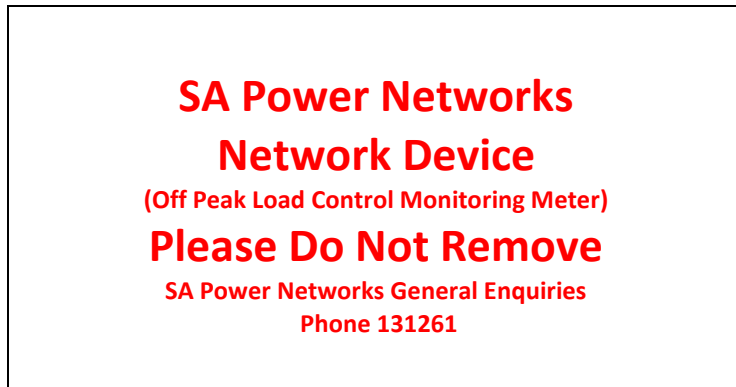 SA Power Networks
Network Device
(Off Peak Load Control Monitoring Meter)
Please Do Not Remove
SA Power Networks General Enquiries
Phone 131261